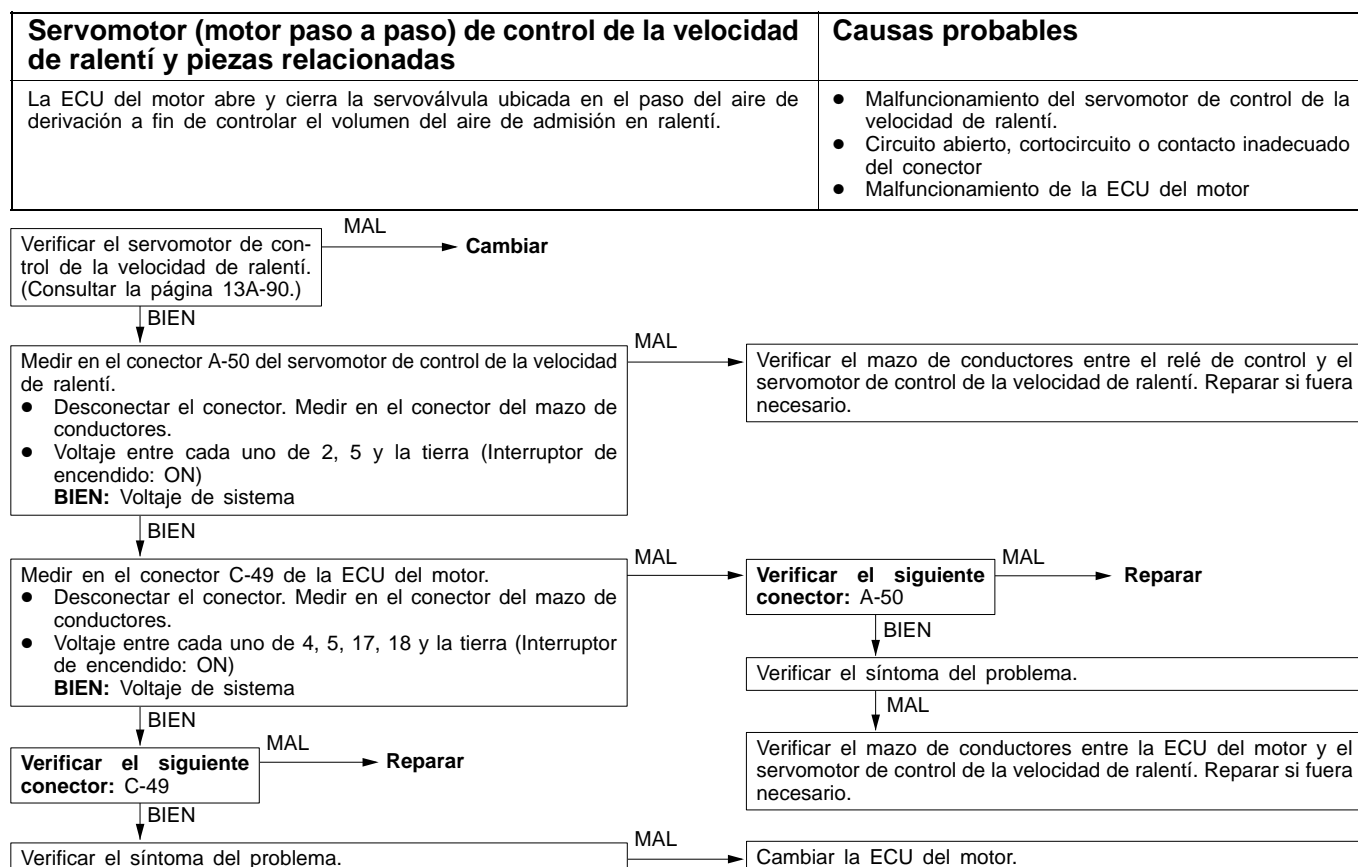 Servomotor (motor paso a paso) de control de la velocidad
de ralentí y piezas relacionadas
Causas probables
La ECU del motor abre y cierra la servoválvula ubicada en el paso del aire de
derivación a fin de controlar el volumen del aire de admisión en ralentí.
● Malfuncionamiento del servomotor de control de la
velocidad de ralentí.
● Circuito abierto, cortocircuito o contacto inadecuado
del conector
● Malfuncionamiento de la ECU del motor
Verificar el servomotor de con-
trol de la velocidad de ralentí.
(Consultar la página 13A-90.)
MAL
Cambiar
BIEN
Medir en el conector A-50 del servomotor de control de la velocidad
de ralentí.
● Desconectar el conector. Medir en el conector del mazo de
conductores.
● Voltaje entre cada uno de 2, 5 y la tierra (Interruptor de
encendido: ON)
BIEN: Voltaje de sistema
MAL
Verificar el mazo de conductores entre el relé de control y el
servomotor de control de la velocidad de ralentí. Reparar si fuera
necesario.
BIEN
Medir en el conector C-49 de la ECU del motor.
● Desconectar el conector. Medir en el conector del mazo de
conductores.
● Voltaje entre cada uno de 4, 5, 17, 18 y la tierra (Interruptor
de encendido: ON)
BIEN: Voltaje de sistema
MAL
Verificar el siguiente
conector: A-50
MAL
Reparar
BIEN
Verificar el síntoma del problema.
MAL
Verificar el mazo de conductores entre la ECU del motor y el
servomotor de control de la velocidad de ralentí. Reparar si fuera
necesario.
BIEN
Verificar el siguiente
conector: C-49
MAL
Reparar
BIEN
Verificar el síntoma del problema.
MAL
Cambiar la ECU del motor.